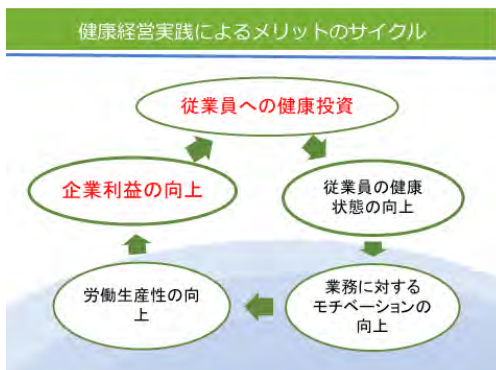 健康経営実践によるメリットのサイクル
従業員への健康投資
従業員の健康
状態の向上
業務に対する
モチベーションの
向上
労働生産性の向
上
企業利益の向上